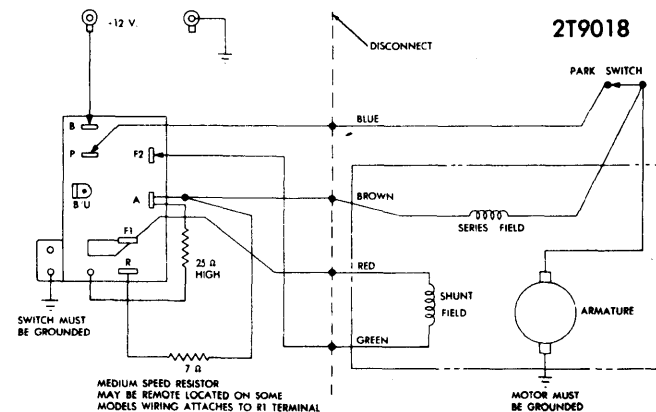 -12 V.
2T9018
DISCONNECT
PARK SWITCH
B
BLUE
P
F2
B/U
A
BROWN
SERIES FIELD
F1
R
25 Ω
HIGH
RED
SHUNT
FIELD
ARMATURE
SWITCH MUST
BE GROUNDED
GREEN
7 Ω
MEDIUM SPEED RESISTOR
MAY BE REMOTE LOCATED ON SOME
MODELS WIRING ATTACHES TO R1 TERMINAL
MOTOR MUST
BE GROUNDED